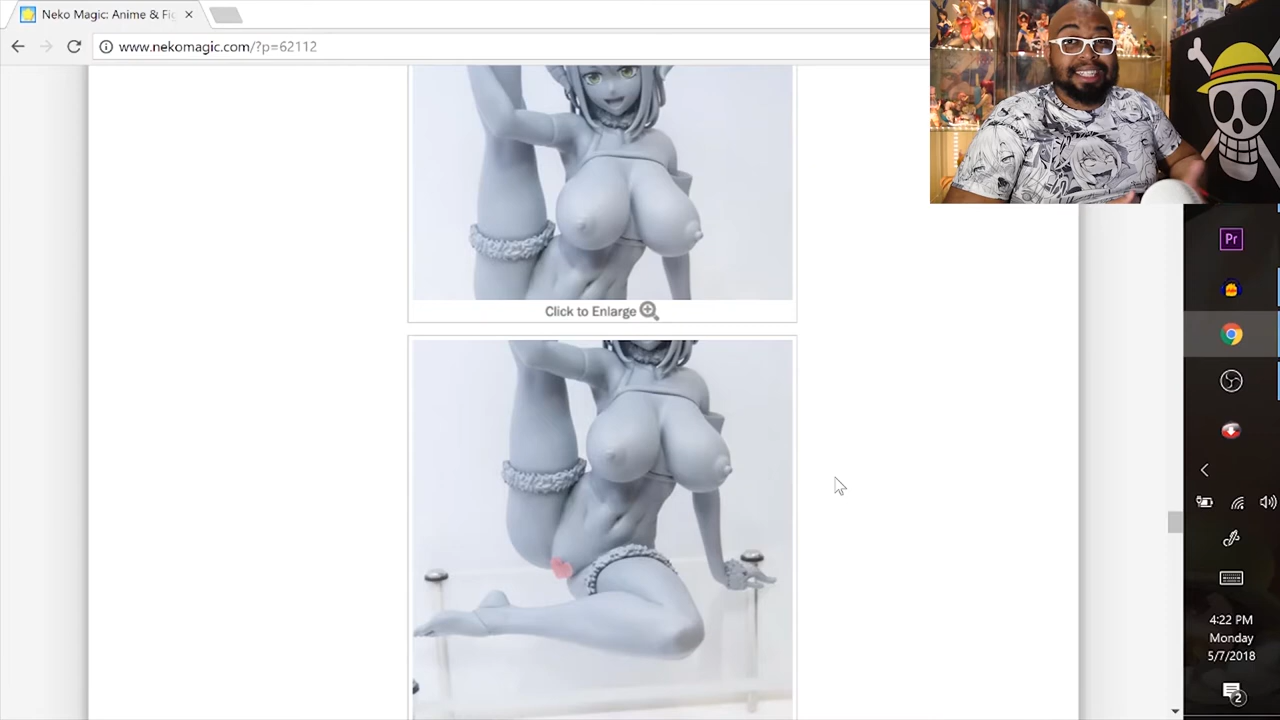 Neko Magic: Anime & Fig
www.nekomagic.com/?p=62112
Click to Enlarge
Pr
4:22 PM
Monday
5/7/2018
2